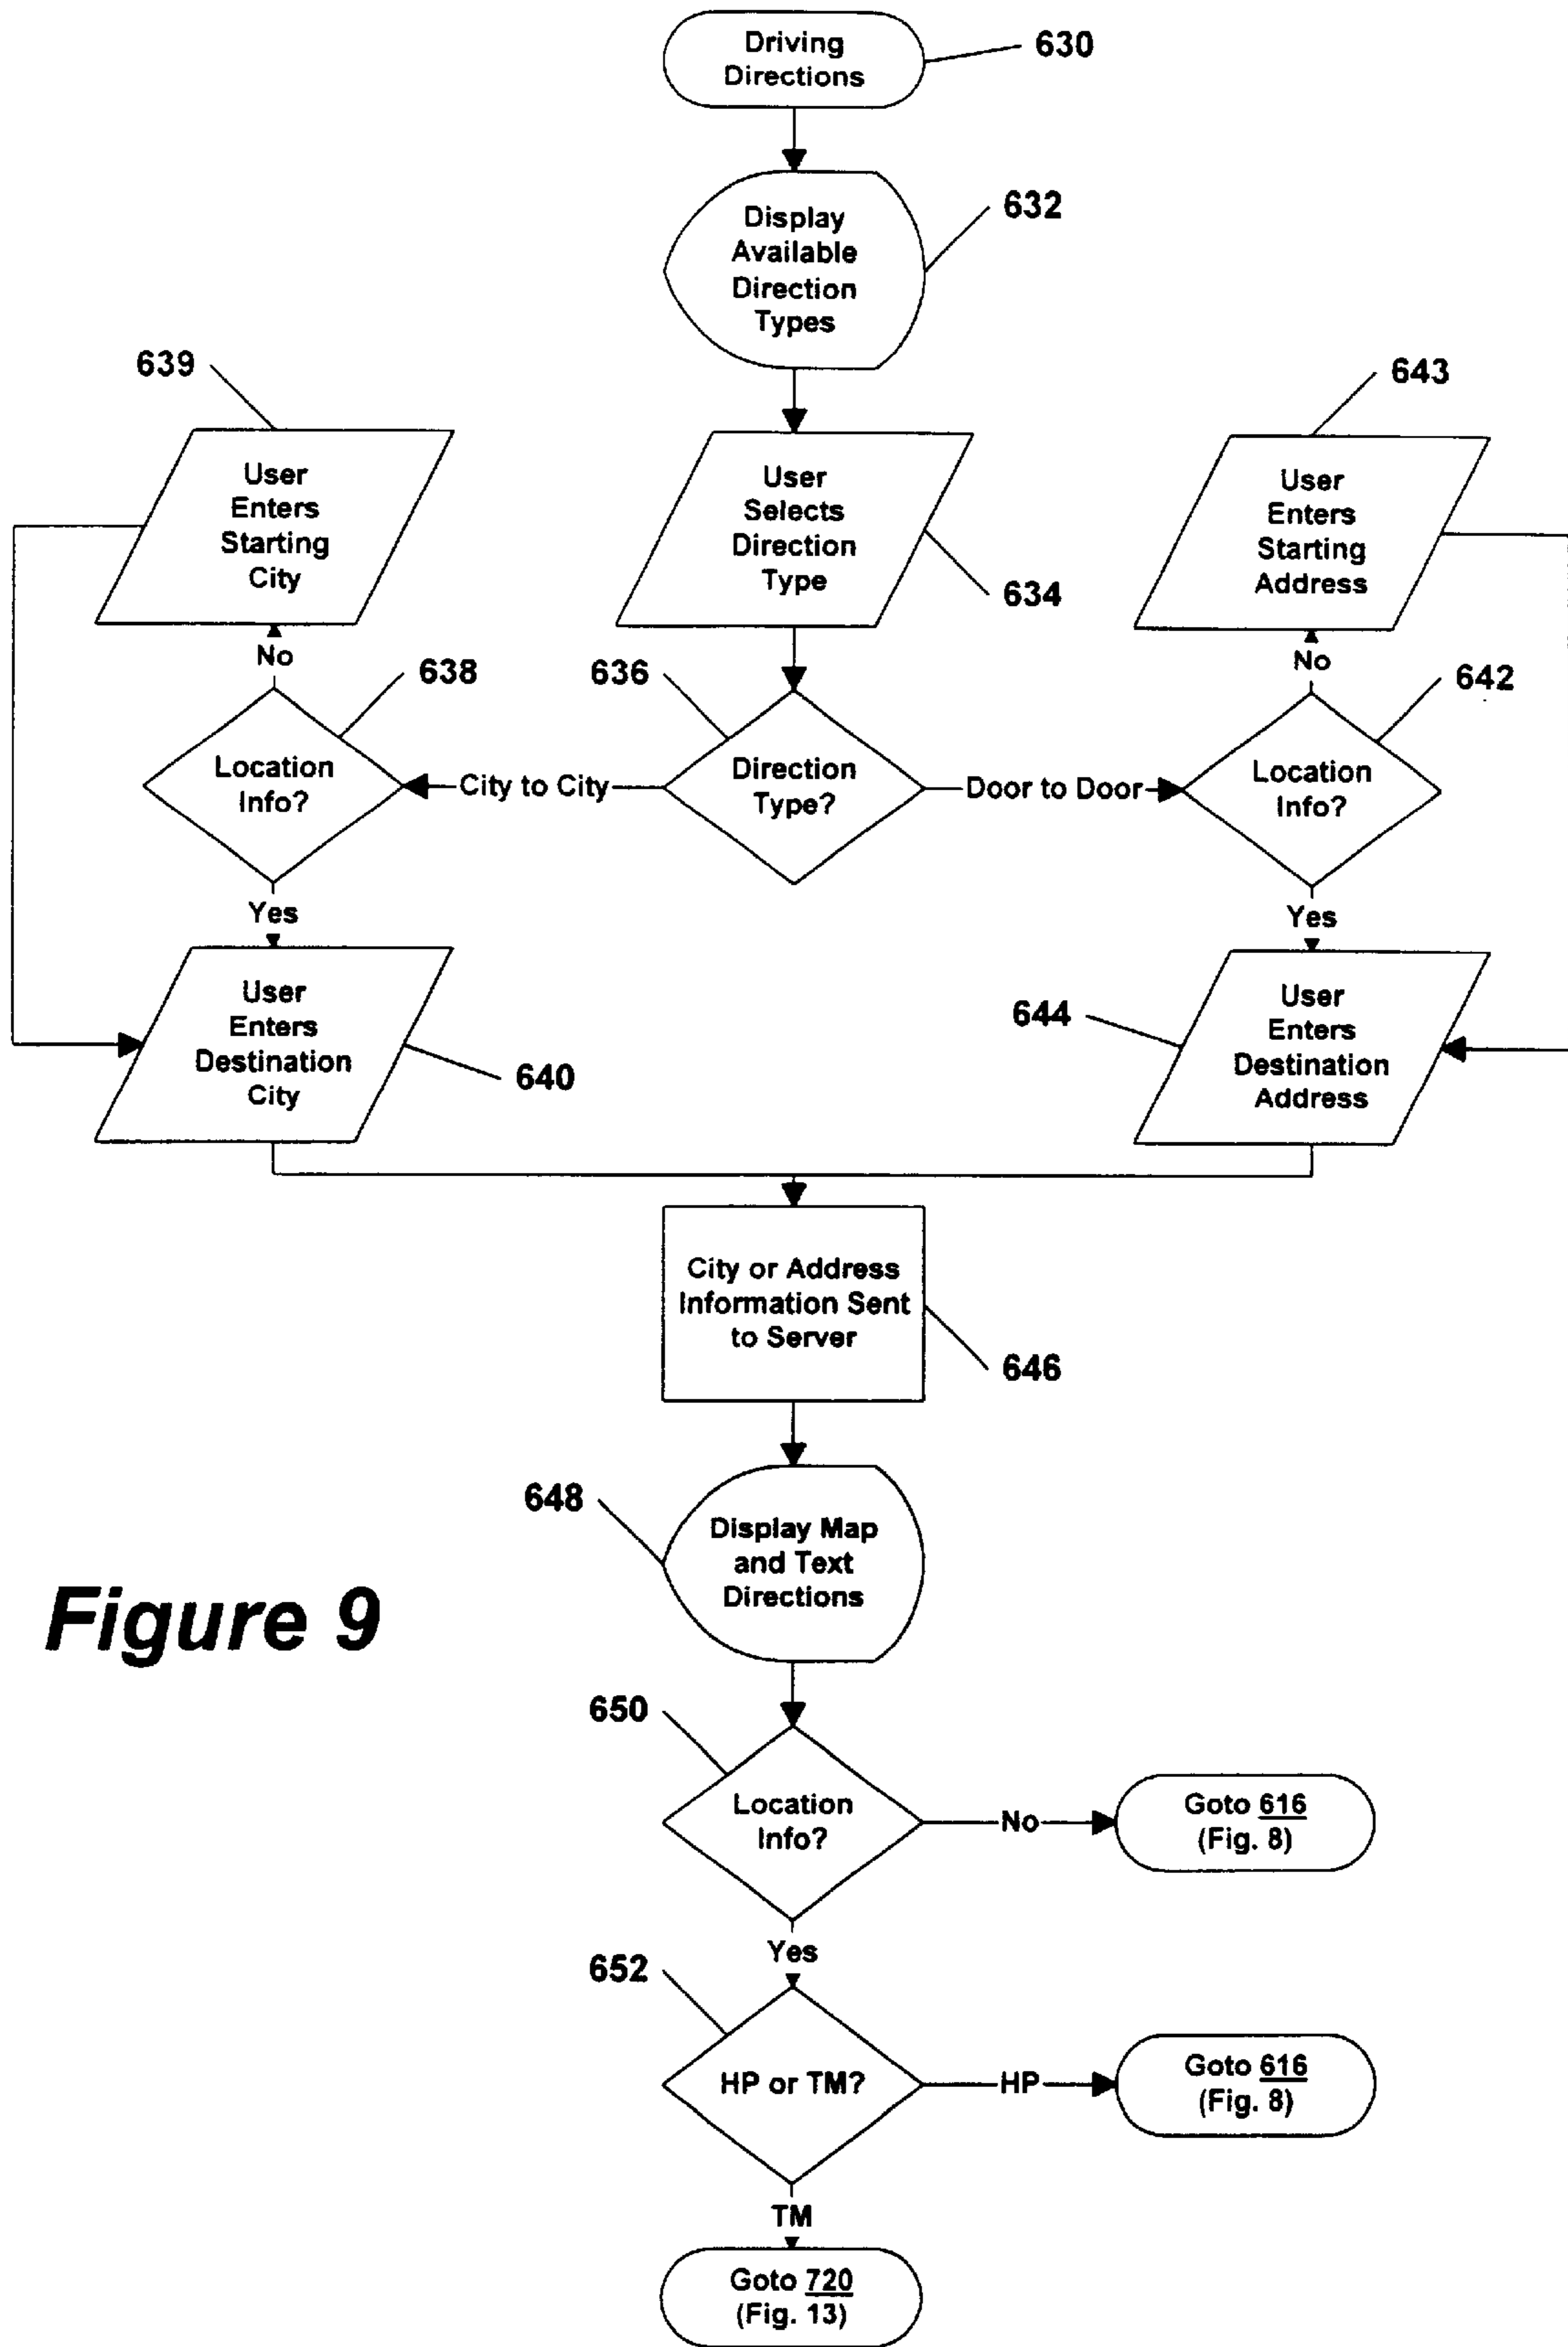 Driving
Directions
630
Display
Available
Direction
Types
632
639
643
User
Enters
Starting
City
User
Selects
Direction
Type
634
User
Enters
Starting
Address
No
No
638
636
642
Location
Info?
City to City
Direction
Type?
Door to Door
Location
Info?
Yes
Yes
User
Enters
Destination
City
640
644
User
Enters
Destination
Address
City or Address
Information Sent
to Server
646
648
Display Map
and Text
Directions
Figure 9
650
Location
Info?
No
Goto 616
(Fig. 8)
Yes
652
HP or TM?
HP
Goto 616
(Fig. 8)
TM
Goto 720
(Fig. 13)